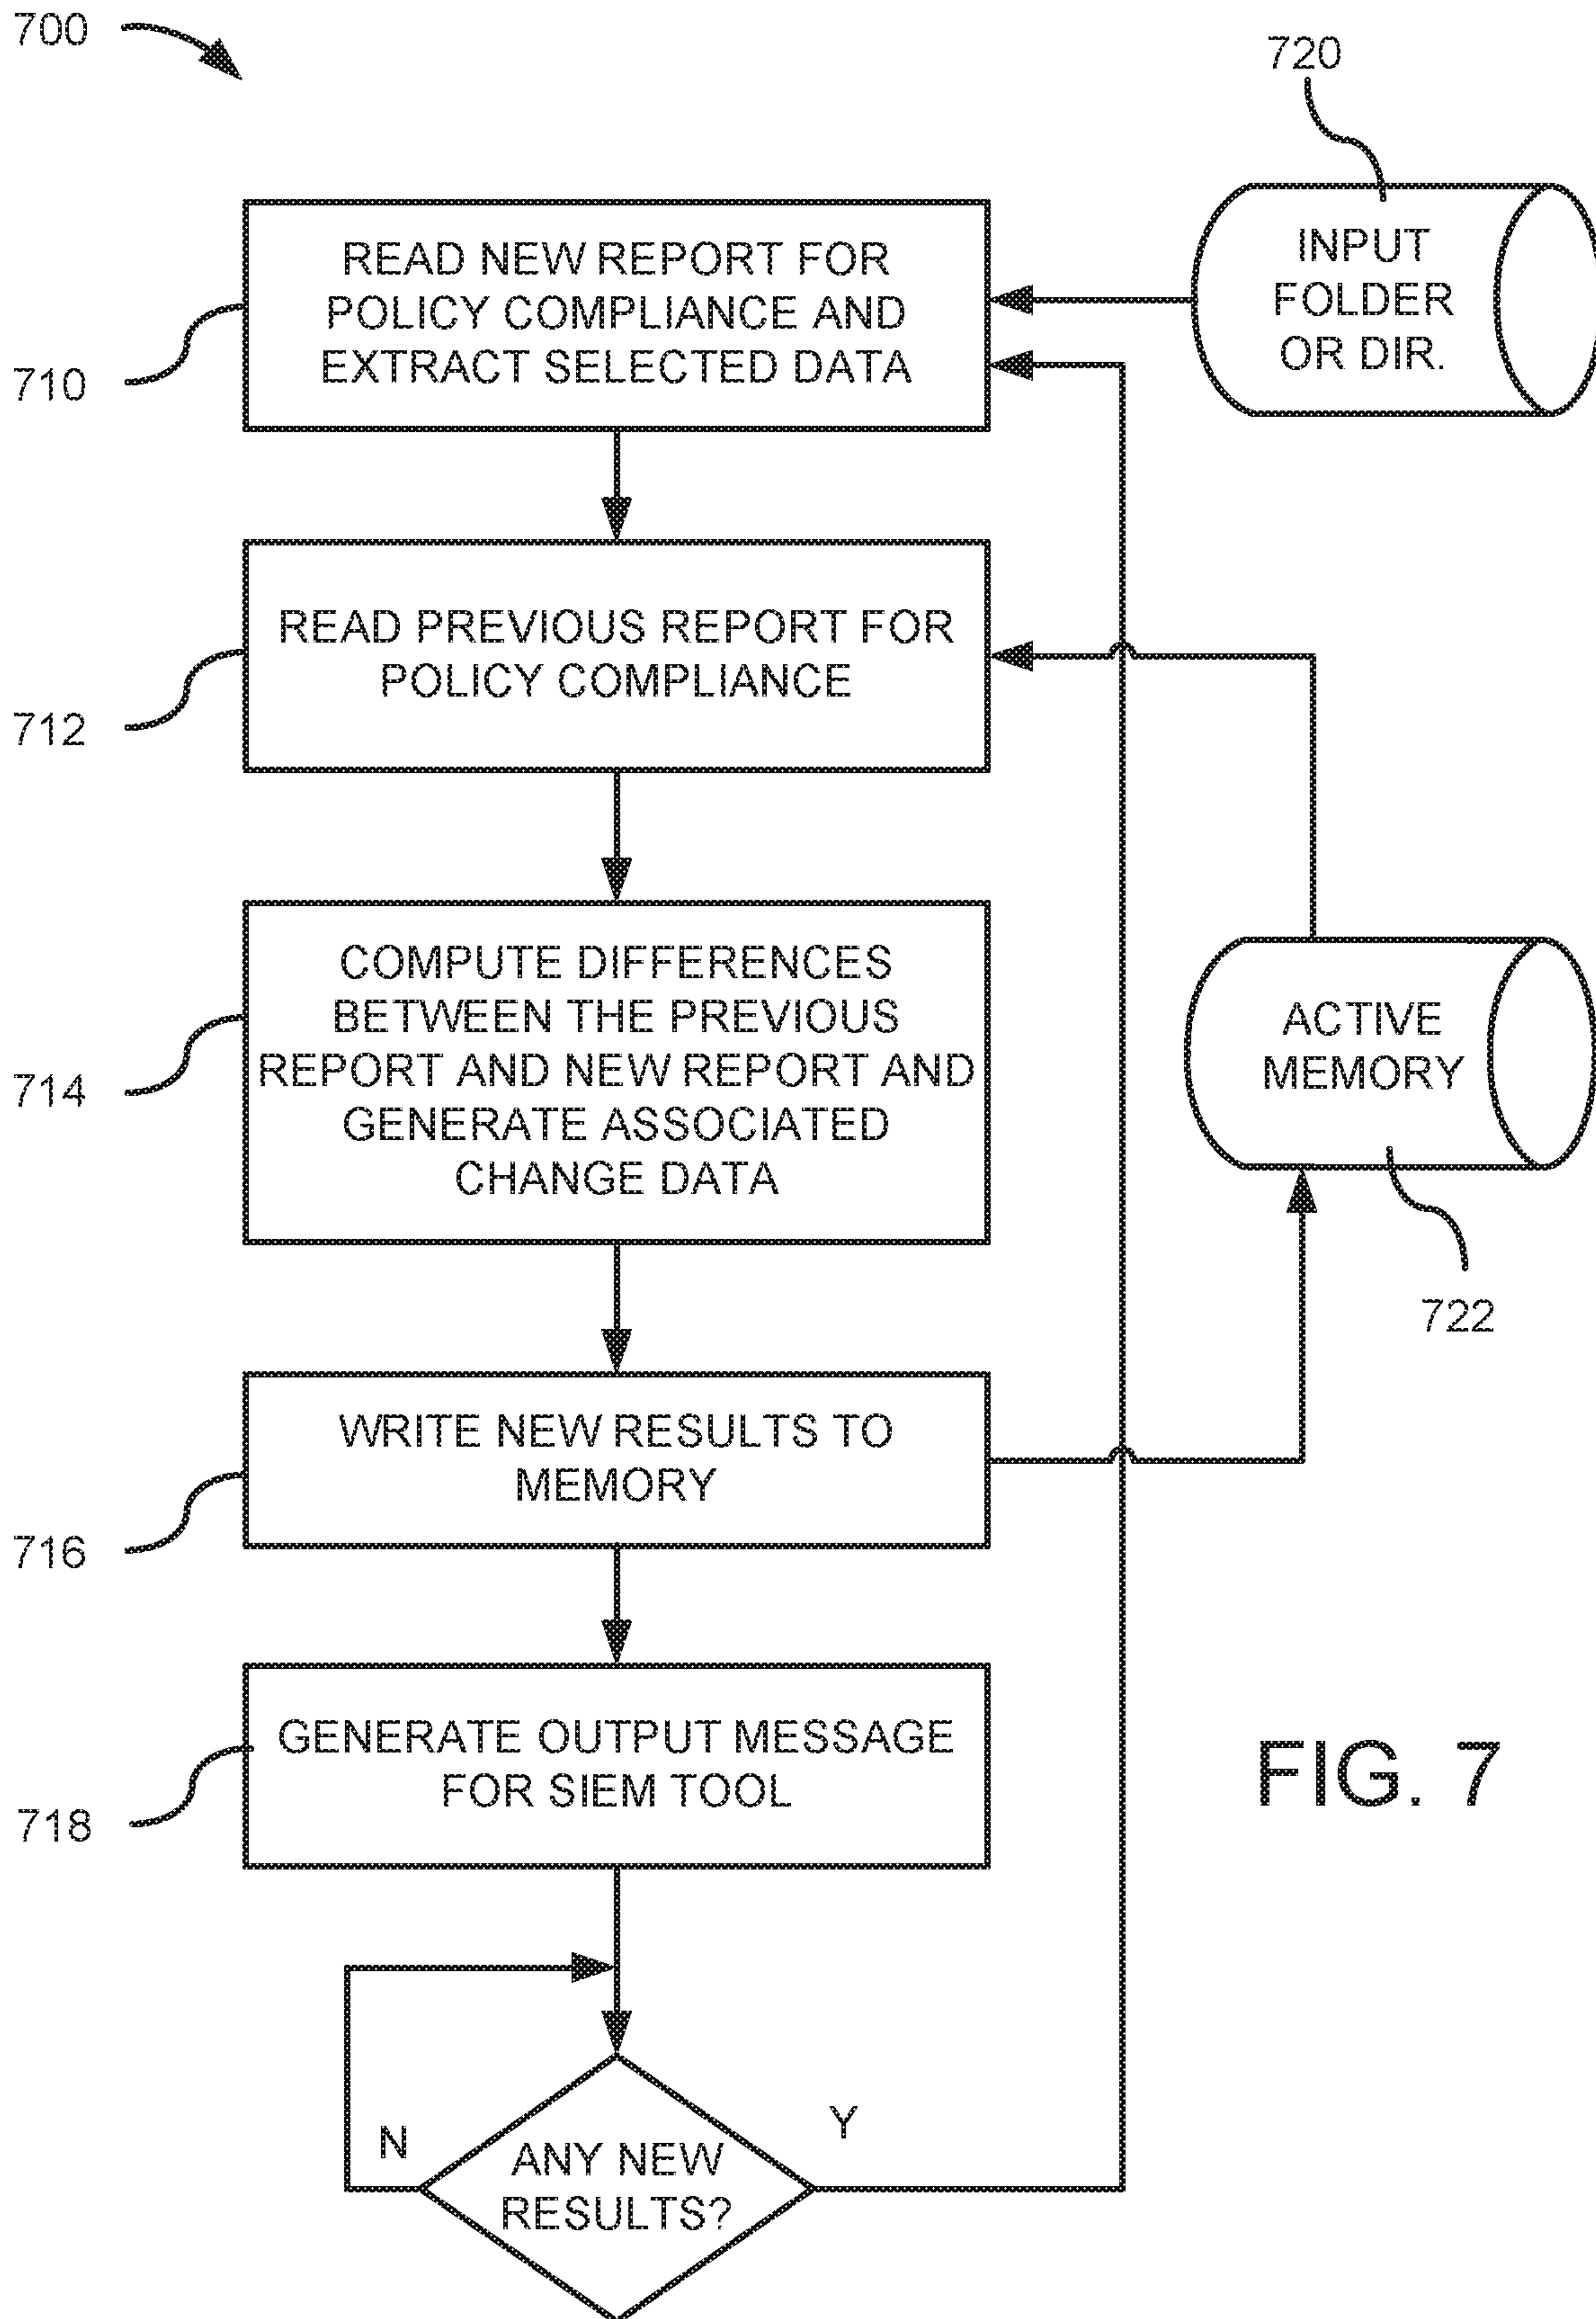 700
720
READ NEW REPORT FOR
POLICY COMPLIANCE AND
EXTRACT SELECTED DATA
INPUT
FOLDER
OR DIR.
710
READ PREVIOUS REPORT FOR
POLICY COMPLIANCE
712
COMPUTE DIFFERENCES
BETWEEN THE PREVIOUS
REPORT AND NEW REPORT AND
GENERATE ASSOCIATED
CHANGE DATA
714
ACTIVE
MEMORY
722
WRITE NEW RESULTS TO
MEMORY
716
GENERATE OUTPUT MESSAGE
FOR SIEM TOOL
718
FIG. 7
N
Y
ANY NEW
RESULTS?